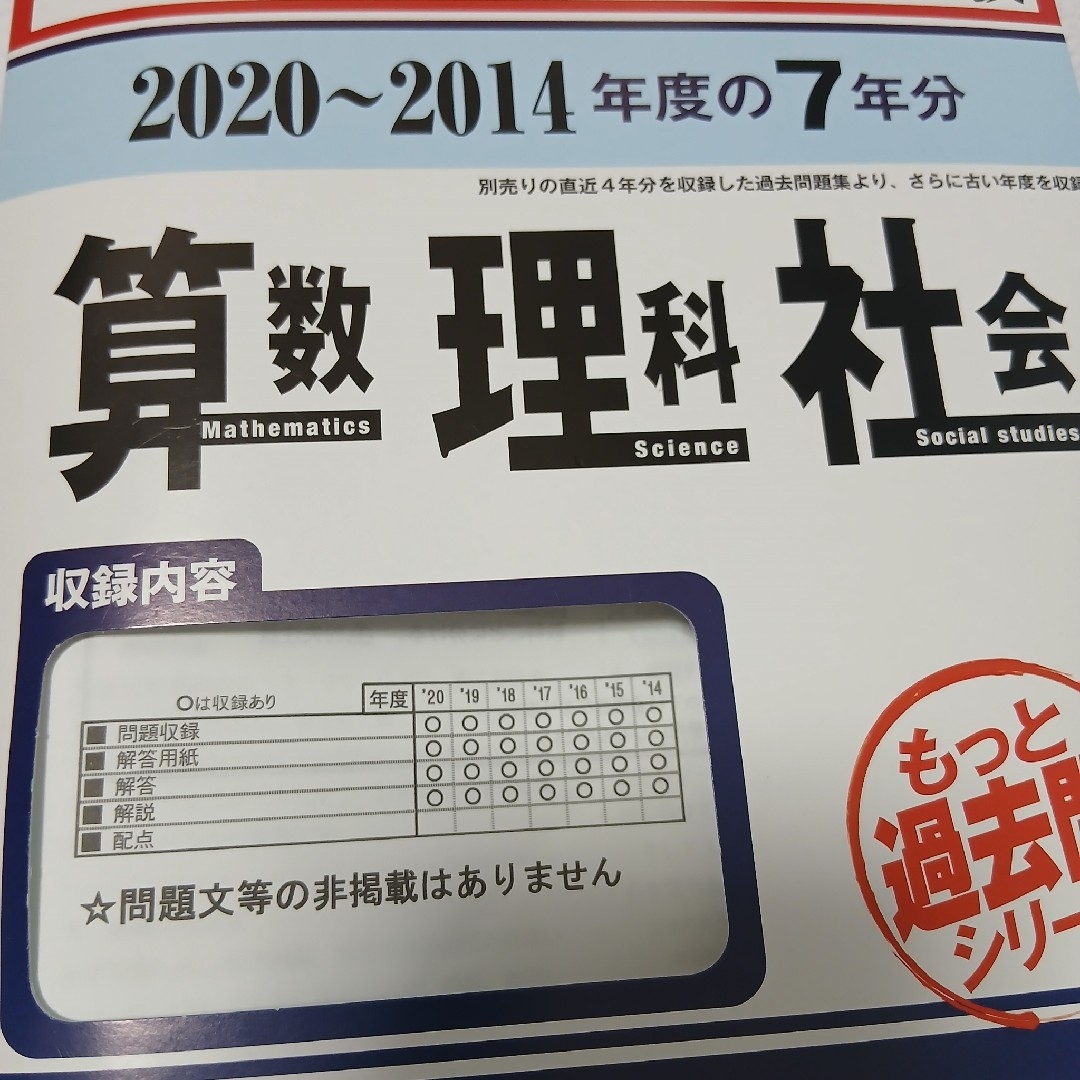 2020～2014年度の7年分
別売りの直近4年分を収録した過去問題集より、さらに古い年度を収録
算数 理科 社会
Mathematics Science Social studies
収録内容
○は収録あり 年度 '20 '19 '18 '17 '16 '15 '14
■ 問題収録 ○ ○ ○ ○ ○ ○ ○
■ 解答用紙 ○ ○ ○ ○ ○ ○ ○
■ 解答 ○ ○ ○ ○ ○ ○ ○
■ 解説 ○ ○ ○ ○ ○ ○ ○
■ 配点
☆問題文等の非掲載はありません
もっと
過去問
シリー